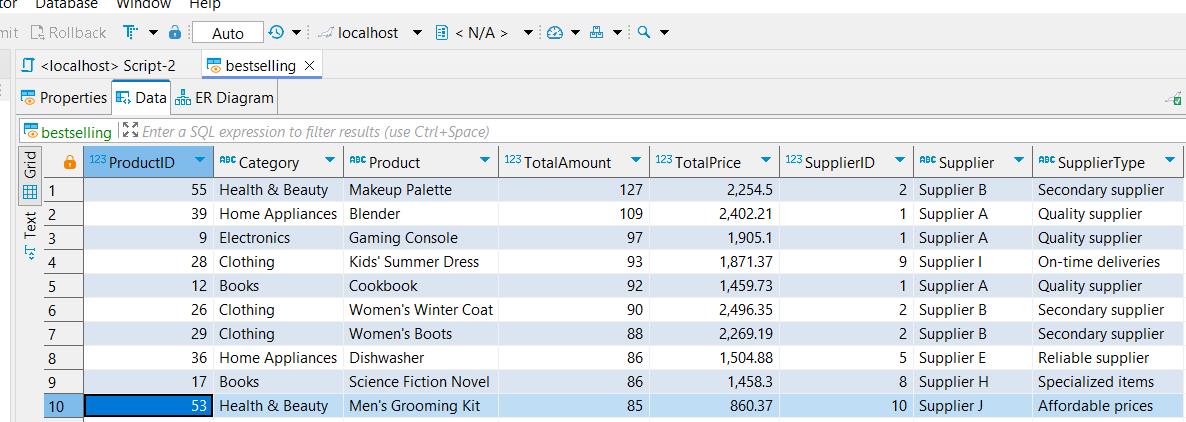 tor Database Window Help
mit Rollback Auto localhost < N/A >
<localhost> Script-2 bestselling
Properties Data ER Diagram
bestselling Enter a SQL expression to filter results (use Ctrl+Space)
Grid
Text
123 ProductID ABC Category ABC Product 123 TotalAmount 123 TotalPrice 123 SupplierID ABC Supplier ABC SupplierType
1 55 Health & Beauty Makeup Palette 127 2,254.5 2 Supplier B Secondary supplier
2 39 Home Appliances Blender 109 2,402.21 1 Supplier A Quality supplier
3 9 Electronics Gaming Console 97 1,905.1 1 Supplier A Quality supplier
4 28 Clothing Kids' Summer Dress 93 1,871.37 9 Supplier I On-time deliveries
5 12 Books Cookbook 92 1,459.73 1 Supplier A Quality supplier
6 26 Clothing Women's Winter Coat 90 2,496.35 2 Supplier B Secondary supplier
7 29 Clothing Women's Boots 88 2,269.19 2 Supplier B Secondary supplier
8 36 Home Appliances Dishwasher 86 1,504.88 5 Supplier E Reliable supplier
9 17 Books Science Fiction Novel 86 1,458.3 8 Supplier H Specialized items
10 53 Health & Beauty Men's Grooming Kit 85 860.37 10 Supplier J Affordable prices